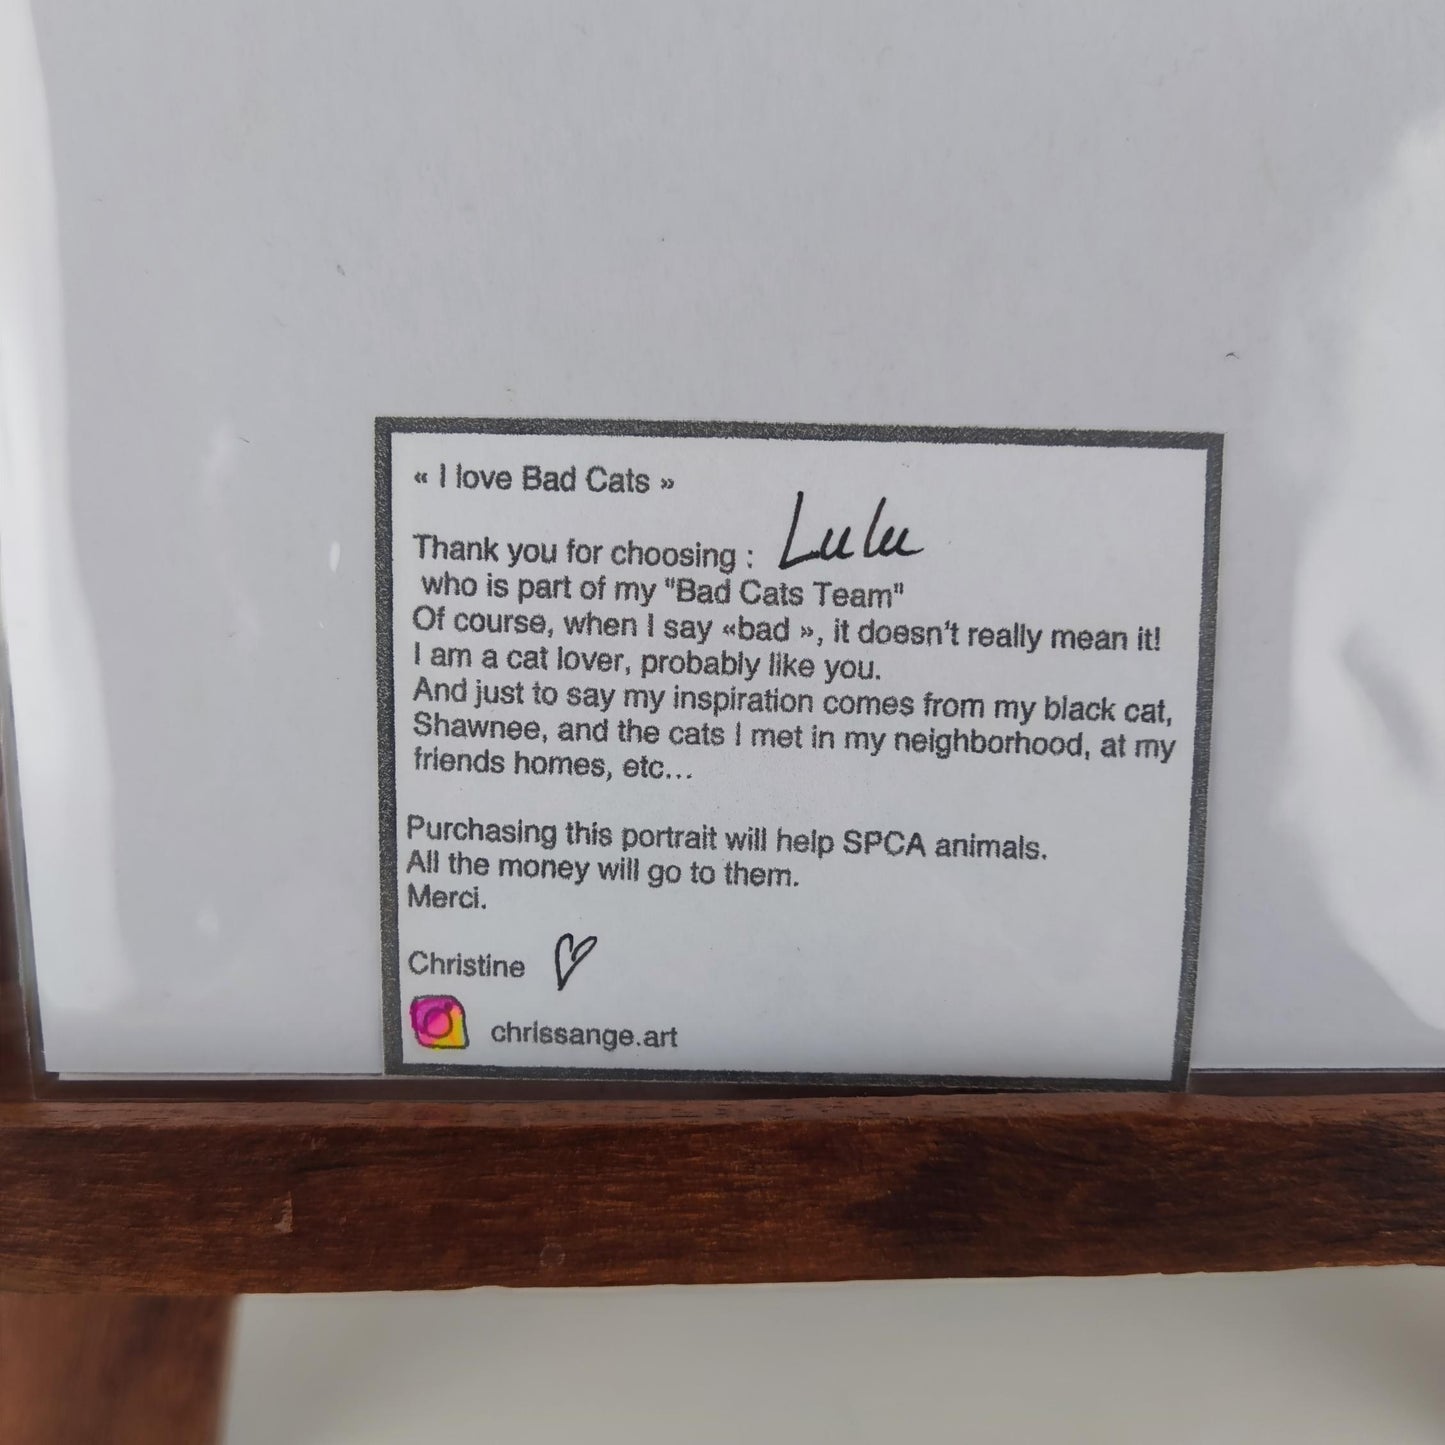 « I love Bad Cats »
Thank you for choosing : Lulu
who is part of my "Bad Cats Team"
Of course, when I say «bad », it doesn't really mean it!
I am a cat lover, probably like you.
And just to say my inspiration comes from my black cat,
Shawnee, and the cats I met in my neighborhood, at my
friends homes, etc...
Purchasing this portrait will help SPCA animals.
All the money will go to them.
Merci.
Christine
chrissange.art